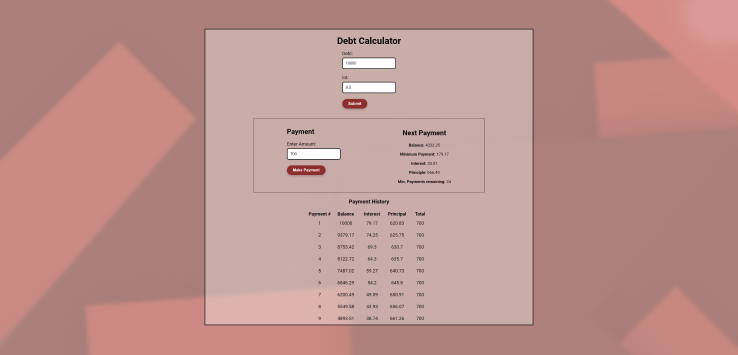 Debt Calculator
Debt:
10000
Int:
9.5
Submit
Payment
Enter Amount:
700
Make Payment
Next Payment
Balance: 4232.25
Minimum Payment: 179.17
Interest: 33.51
Principle: 666.49
Min. Payments remaining: 24
Payment History
Payment # Balance Interest Principal Total
1 10000 79.17 620.83 700
2 9379.17 74.25 625.75 700
3 8753.42 69.3 630.7 700
4 8122.72 64.3 635.7 700
5 7487.02 59.27 640.73 700
6 6846.29 54.2 645.8 700
7 6200.49 49.09 650.91 700
8 5549.58 43.93 656.07 700
9 4893.51 38.74 661.26 700